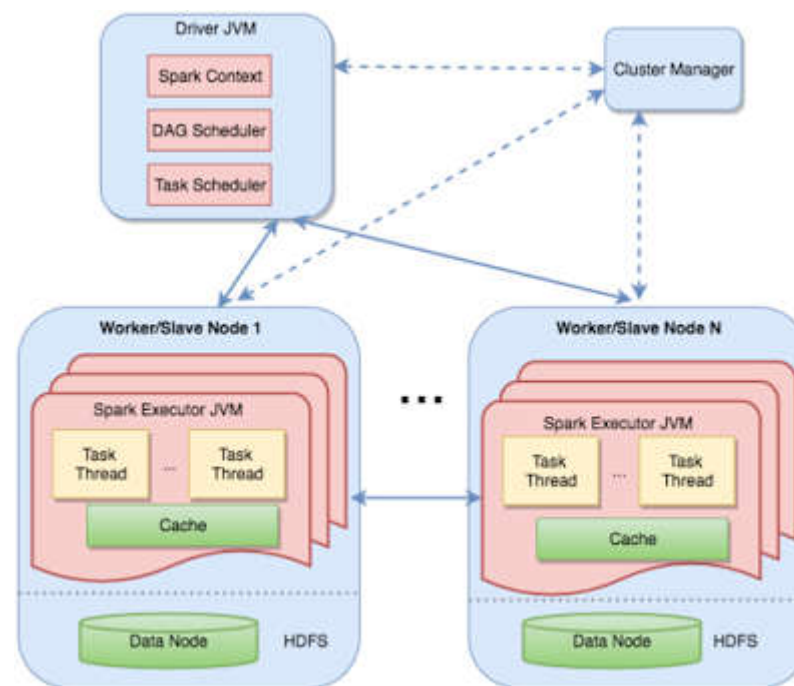 Driver JVM
Spark Context
DAG Scheduler
Task Scheduler
Cluster Manager
Worker/Slave Node 1
Spark Executor JVM
Task
Thread
...
Task
Thread
Cache
Data Node
HDFS
...
Worker/Slave Node N
Spark Executor JVM
Task
Thread
...
Task
Thread
Cache
Data Node
HDFS